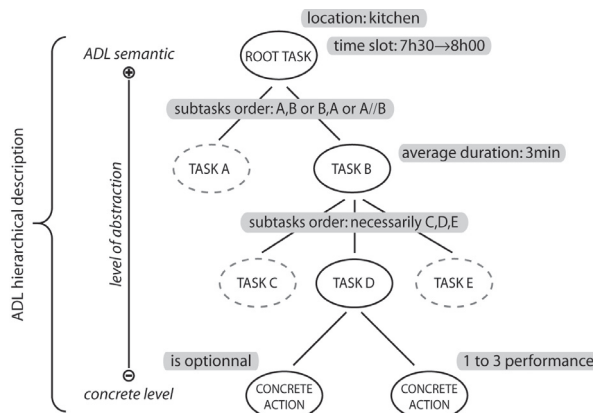 location: kitchen
ADL semantic
ROOT TASK
time slot: 7h30→8h00
⊕
subtasks order: A,B or B,A or A//B
TASK A
TASK B
average duration: 3min
ADL hierarchical description
level of abstraction
subtasks order: necessarily C,D,E
TASK C
TASK D
TASK E
is optionnal
1 to 3 performance
⊖
concrete level
CONCRETE
ACTION
CONCRETE
ACTION